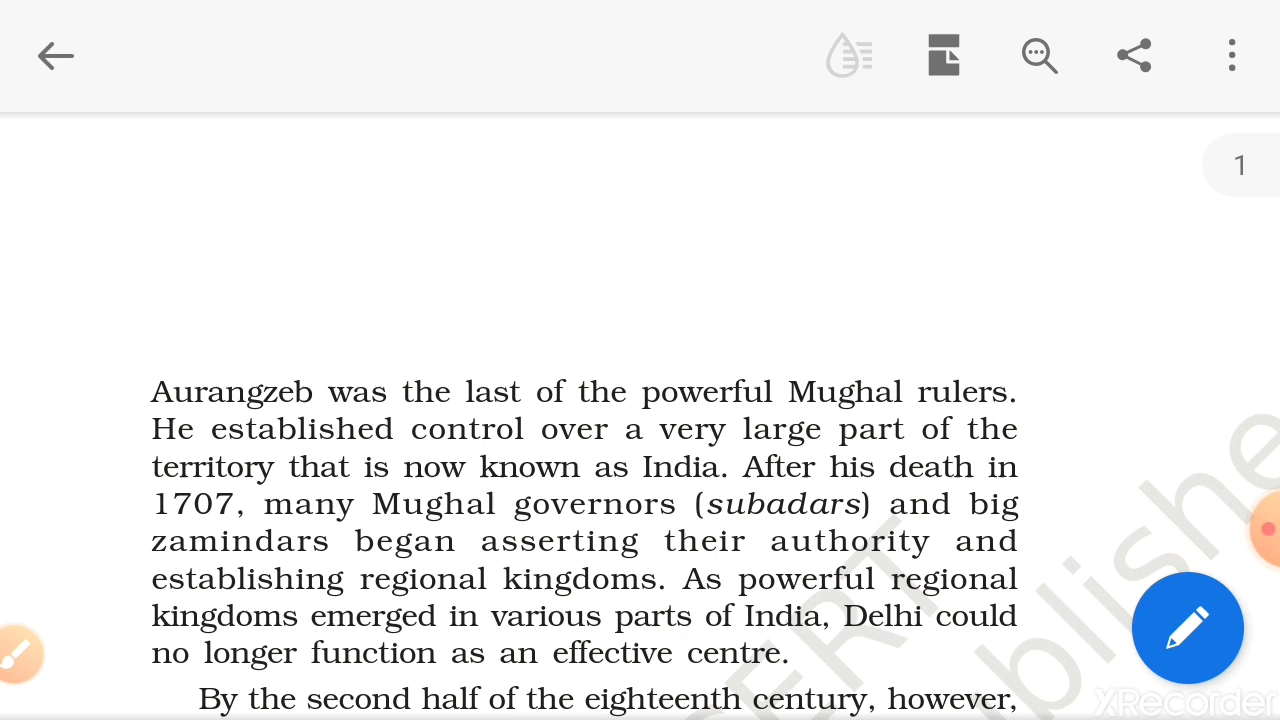 1
Aurangzeb was the last of the powerful Mughal rulers.
He established control over a very large part of the
territory that is now known as India. After his death in
1707, many Mughal governors (subadars) and big
zamindars began asserting their authority and
establishing regional kingdoms. As powerful regional
kingdoms emerged in various parts of India, Delhi could
no longer function as an effective centre.
By the second half of the eighteenth century, however,
XRecorder